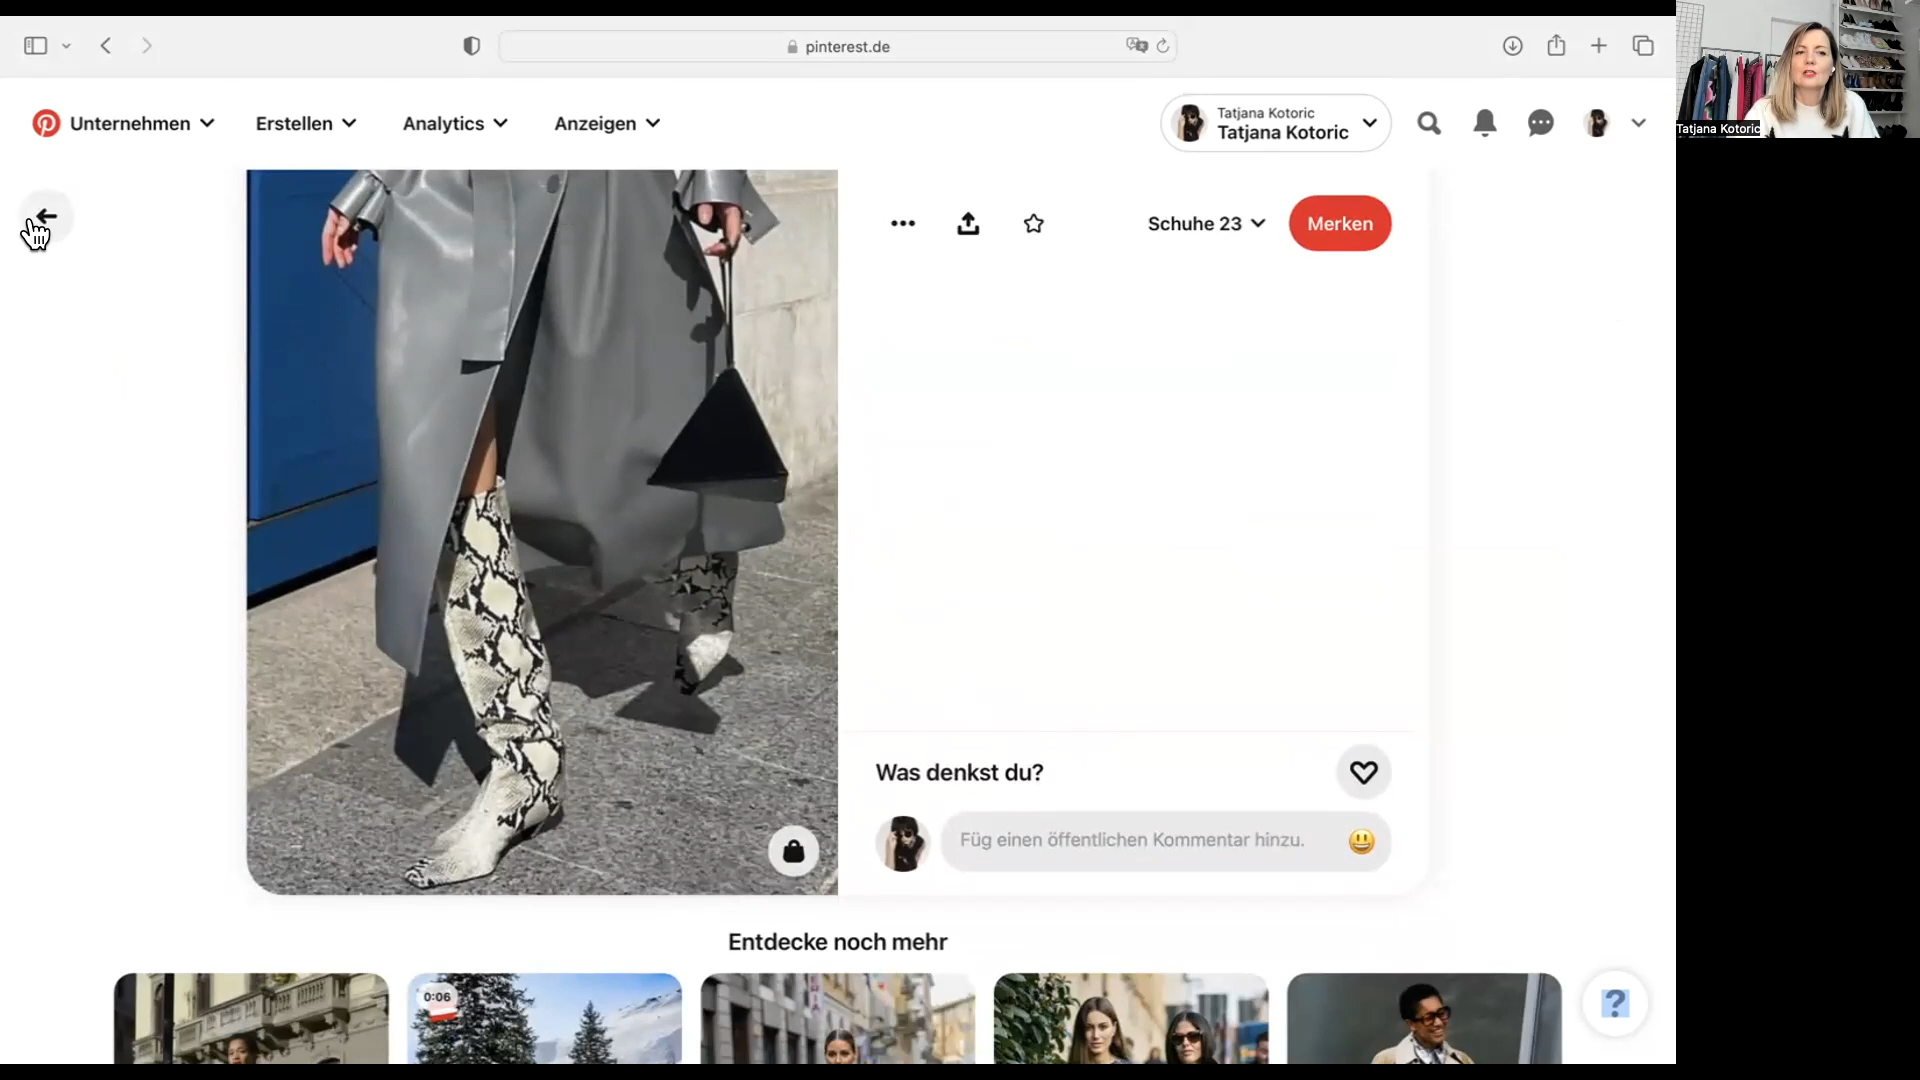 pinterest.de
Unternehmen
Erstellen
Analytics
Anzeigen
Tatjana Kotoric
Tatjana Kotoric
Tatjana Kotoric
Schuhe 23
Merken
Was denkst du?
Füg einen öffentlichen Kommentar hinzu.
Entdecke noch mehr
0:06
?